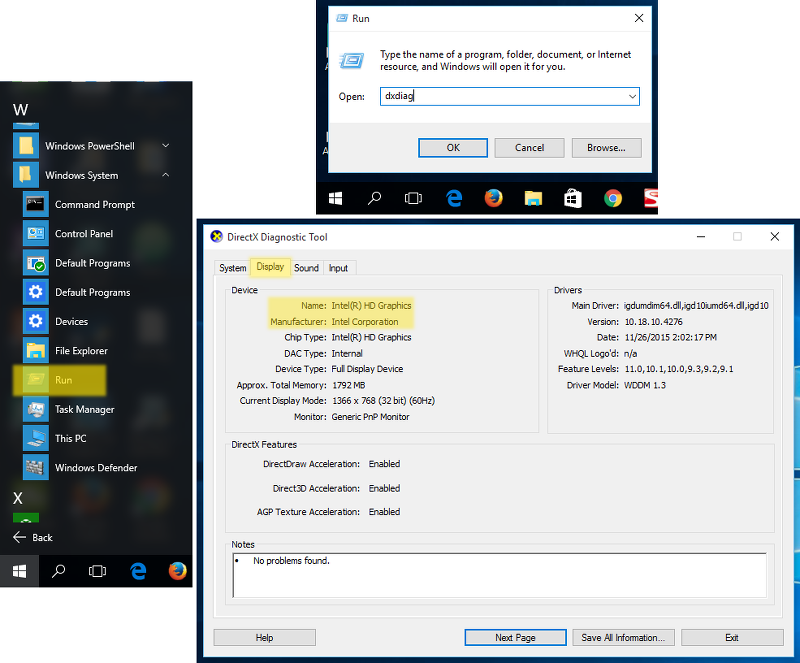 W
Windows PowerShell
Windows System
Command Prompt
Control Panel
Default Programs
Default Programs
Devices
File Explorer
Run
Task Manager
This PC
Windows Defender
X
Back
Run
Type the name of a program, folder, document, or Internet
resource, and Windows will open it for you.
Open: dxdiag
OK Cancel Browse...
DirectX Diagnostic Tool
System Display Sound Input
Device
Name: Intel(R) HD Graphics
Manufacturer: Intel Corporation
Chip Type: Intel(R) HD Graphics
DAC Type: Internal
Device Type: Full Display Device
Approx. Total Memory: 1792 MB
Current Display Mode: 1366 x 768 (32 bit) (60Hz)
Monitor: Generic PnP Monitor
Drivers
Main Driver: igdumdim64.dll,igd10iumd64.dll,igd10
Version: 10.18.10.4276
Date: 11/26/2015 2:02:17 PM
WHQL Logo'd: n/a
Feature Levels: 11.0,10.1,10.0,9.3,9.2,9.1
Driver Model: WDDM 1.3
DirectX Features
DirectDraw Acceleration: Enabled
Direct3D Acceleration: Enabled
AGP Texture Acceleration: Enabled
Notes
• No problems found.
Help Next Page Save All Information... Exit